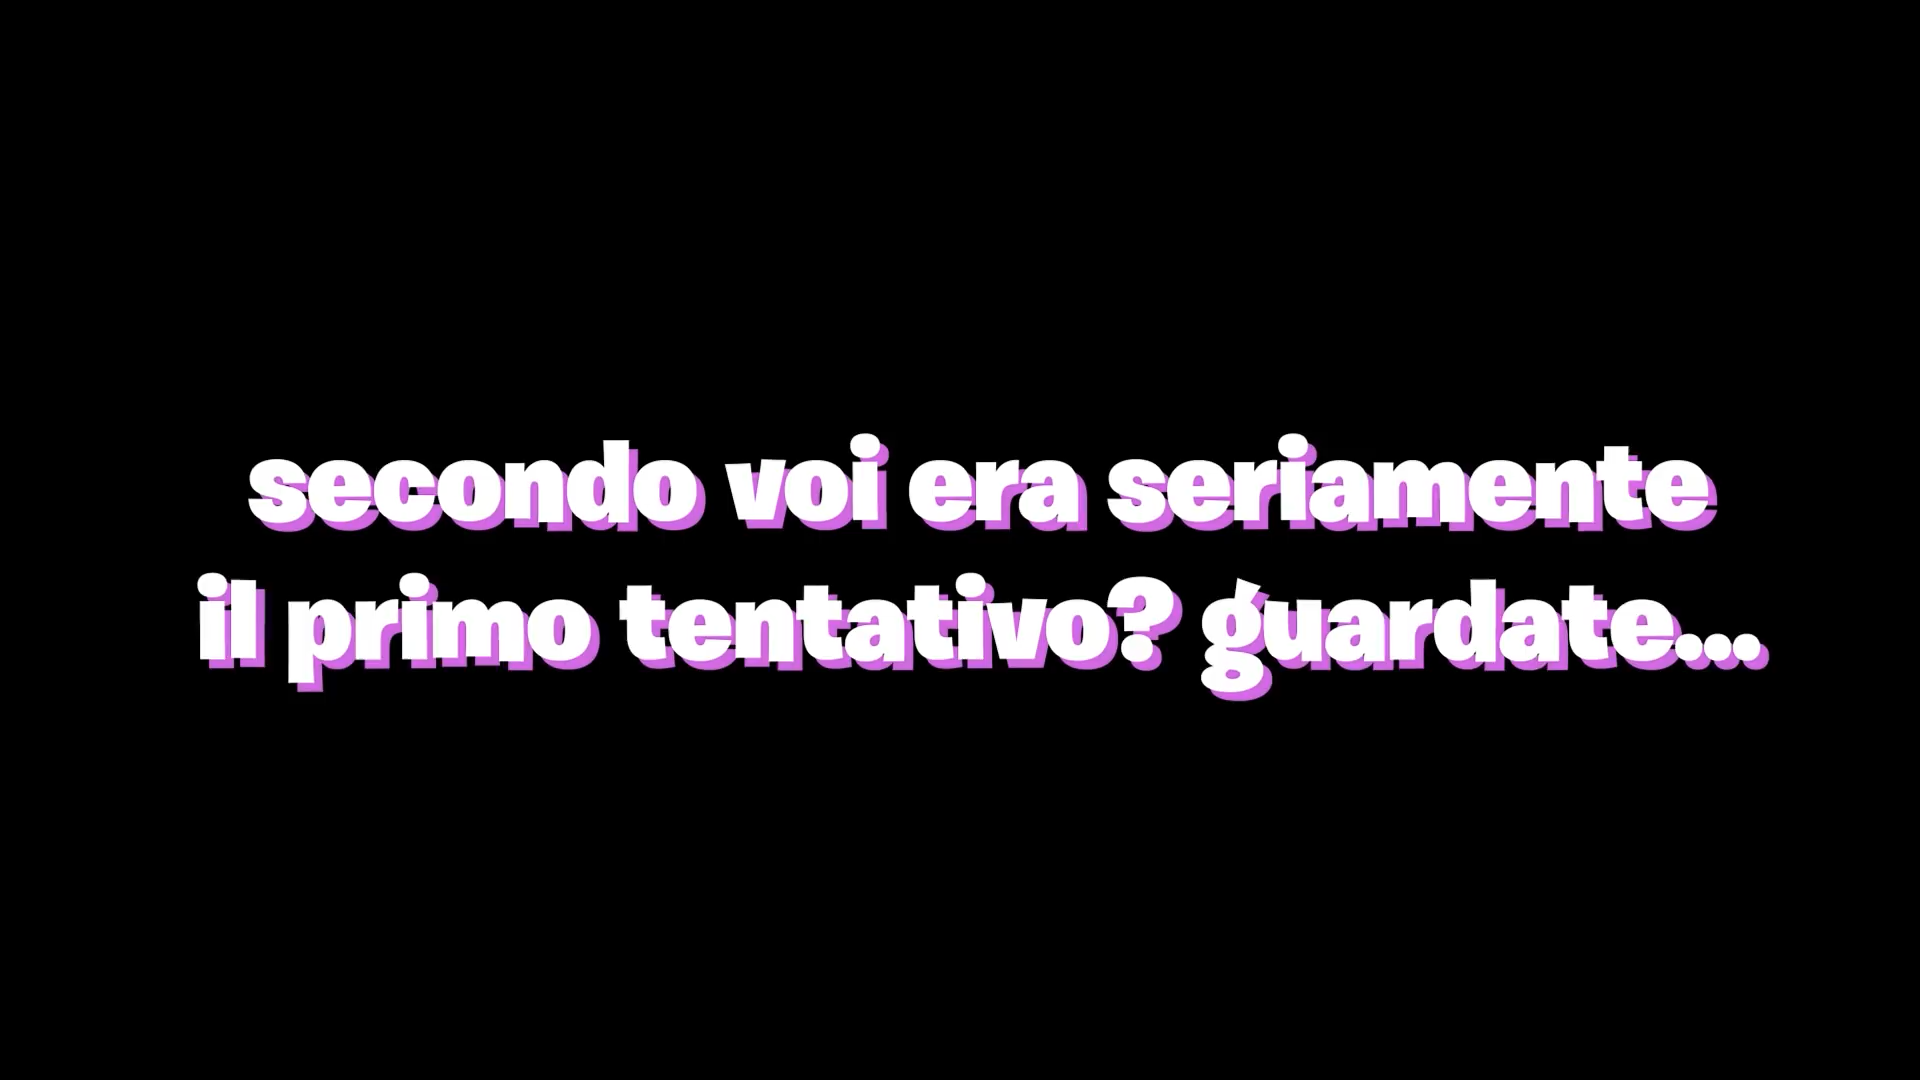 secondo voi era seriamente
il primo tentativo? guardate...